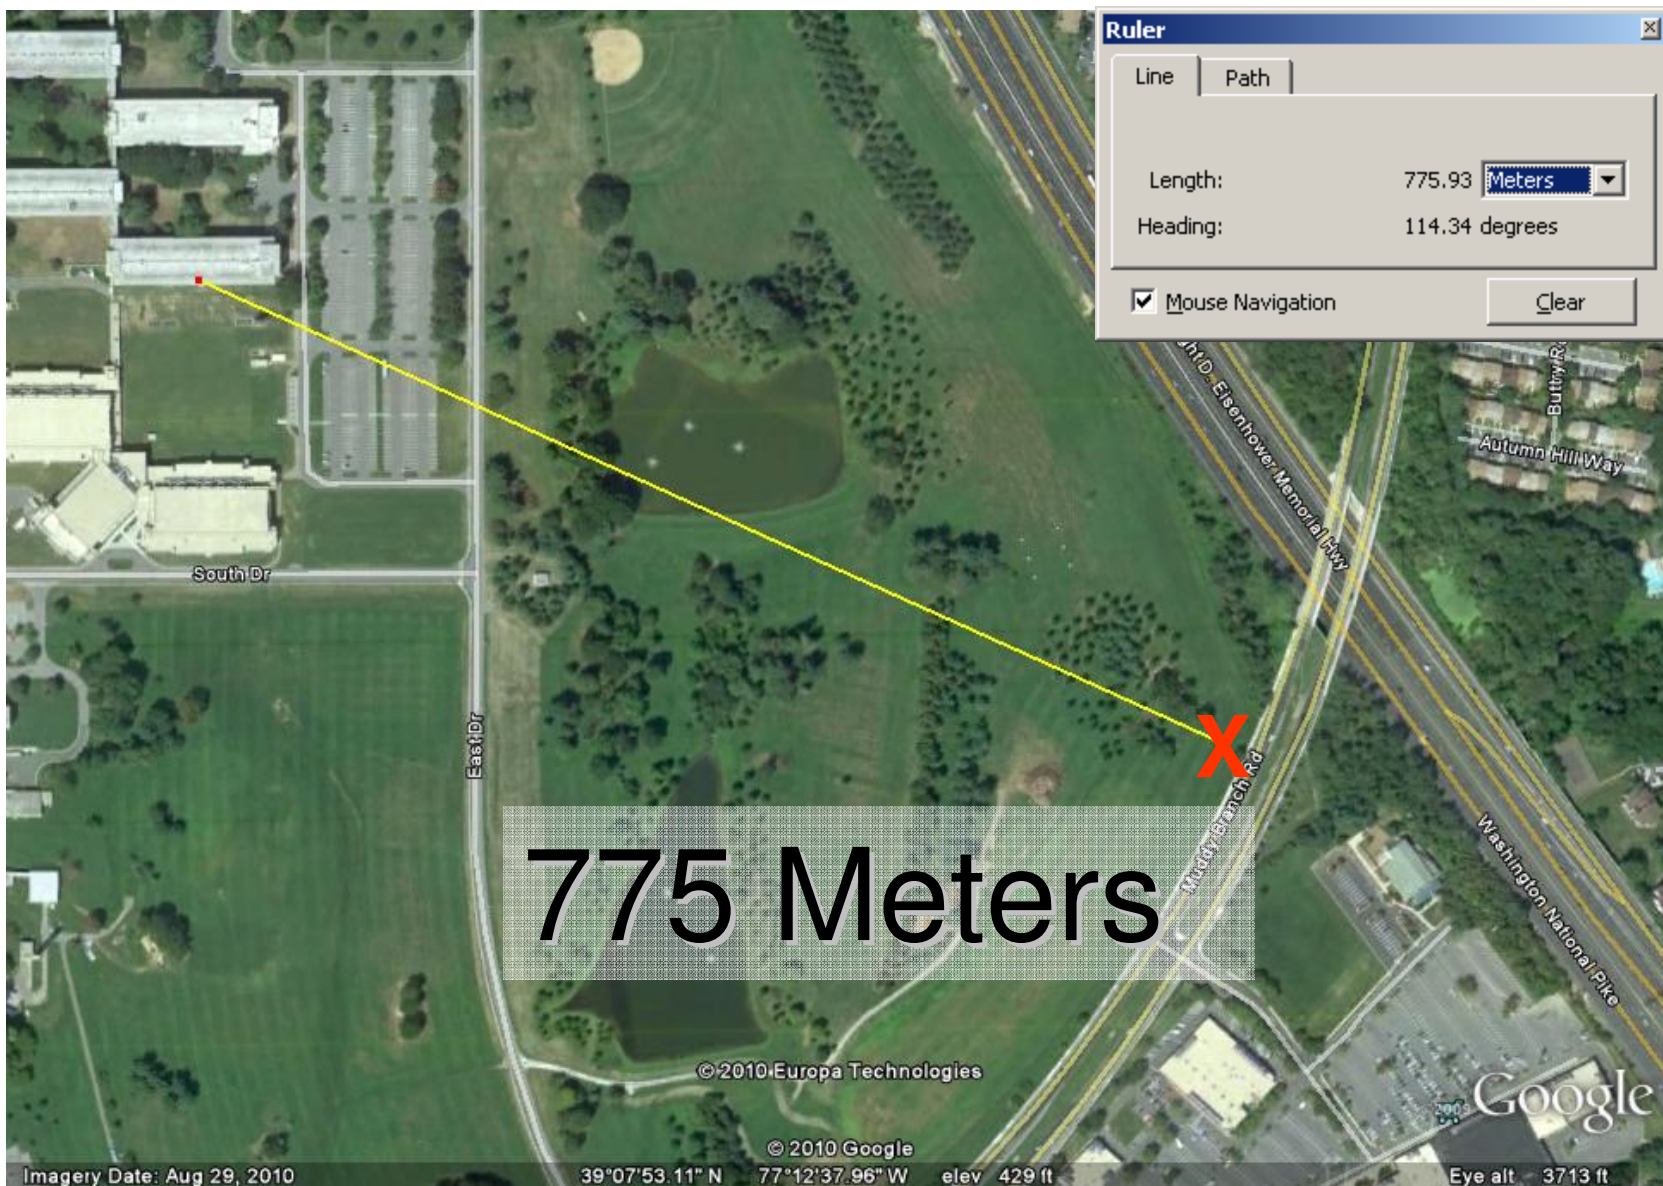 Ruler
Line
Path
Length:
775.93
Meters
Heading:
114.34 degrees
Mouse Navigation
Clear
ght D. Eisenhower Memorial Hwy
Autumn Hill Way
South Dr
East Dr
X
Muddy Branch Rd
775 Meters
Washington National Pike
© 2010 Europa Technologies
2009
Google
© 2010 Google
Imagery Date: Aug 29, 2010
39°07'53.11" N
77°12'37.96" W
elev 429 ft
Eye alt 3713 ft